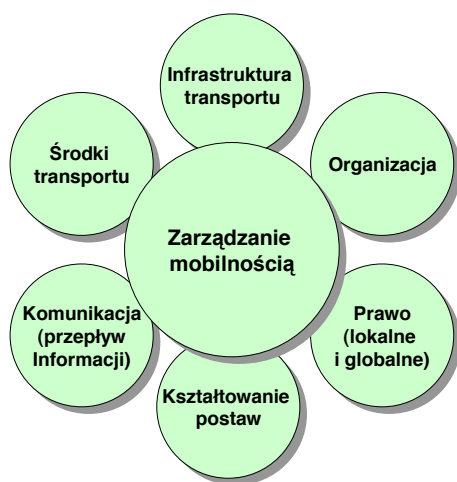 Infrastruktura
transportu
Środki
transportu
Organizacja
Zarządzanie
mobilnością
Komunikacja
(przepływ
Informacji)
Prawo
(lokalne
i globalne)
Kształtowanie
postaw